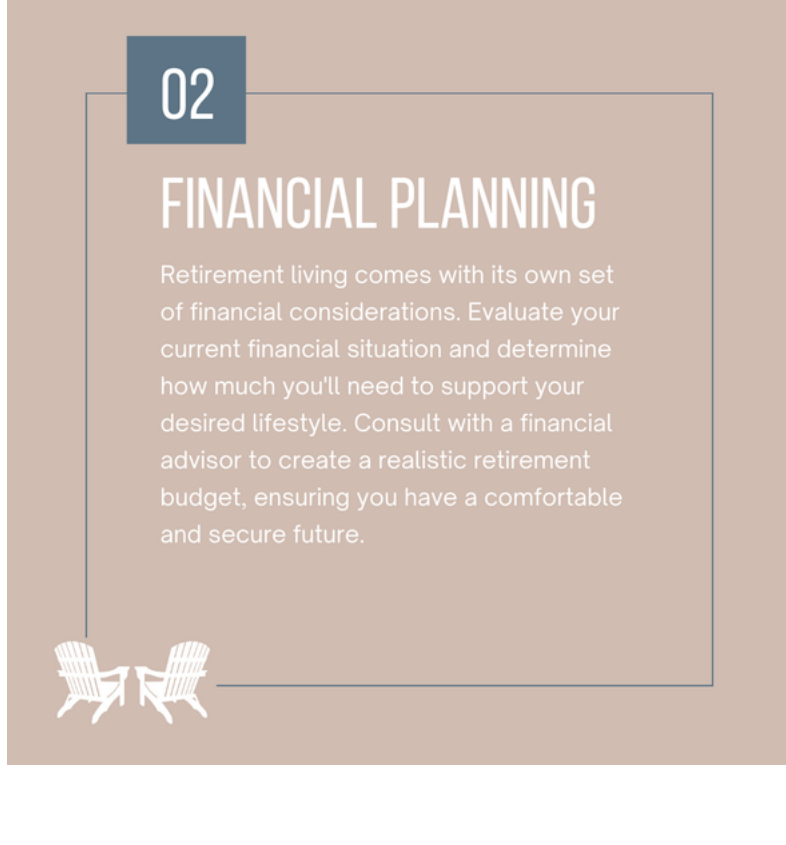 02
FINANCIAL PLANNING
Retirement living comes with its own set
of financial considerations. Evaluate your
current financial situation and determine
how much you'll need to support your
desired lifestyle. Consult with a financial
advisor to create a realistic retirement
budget, ensuring you have a comfortable
and secure future.